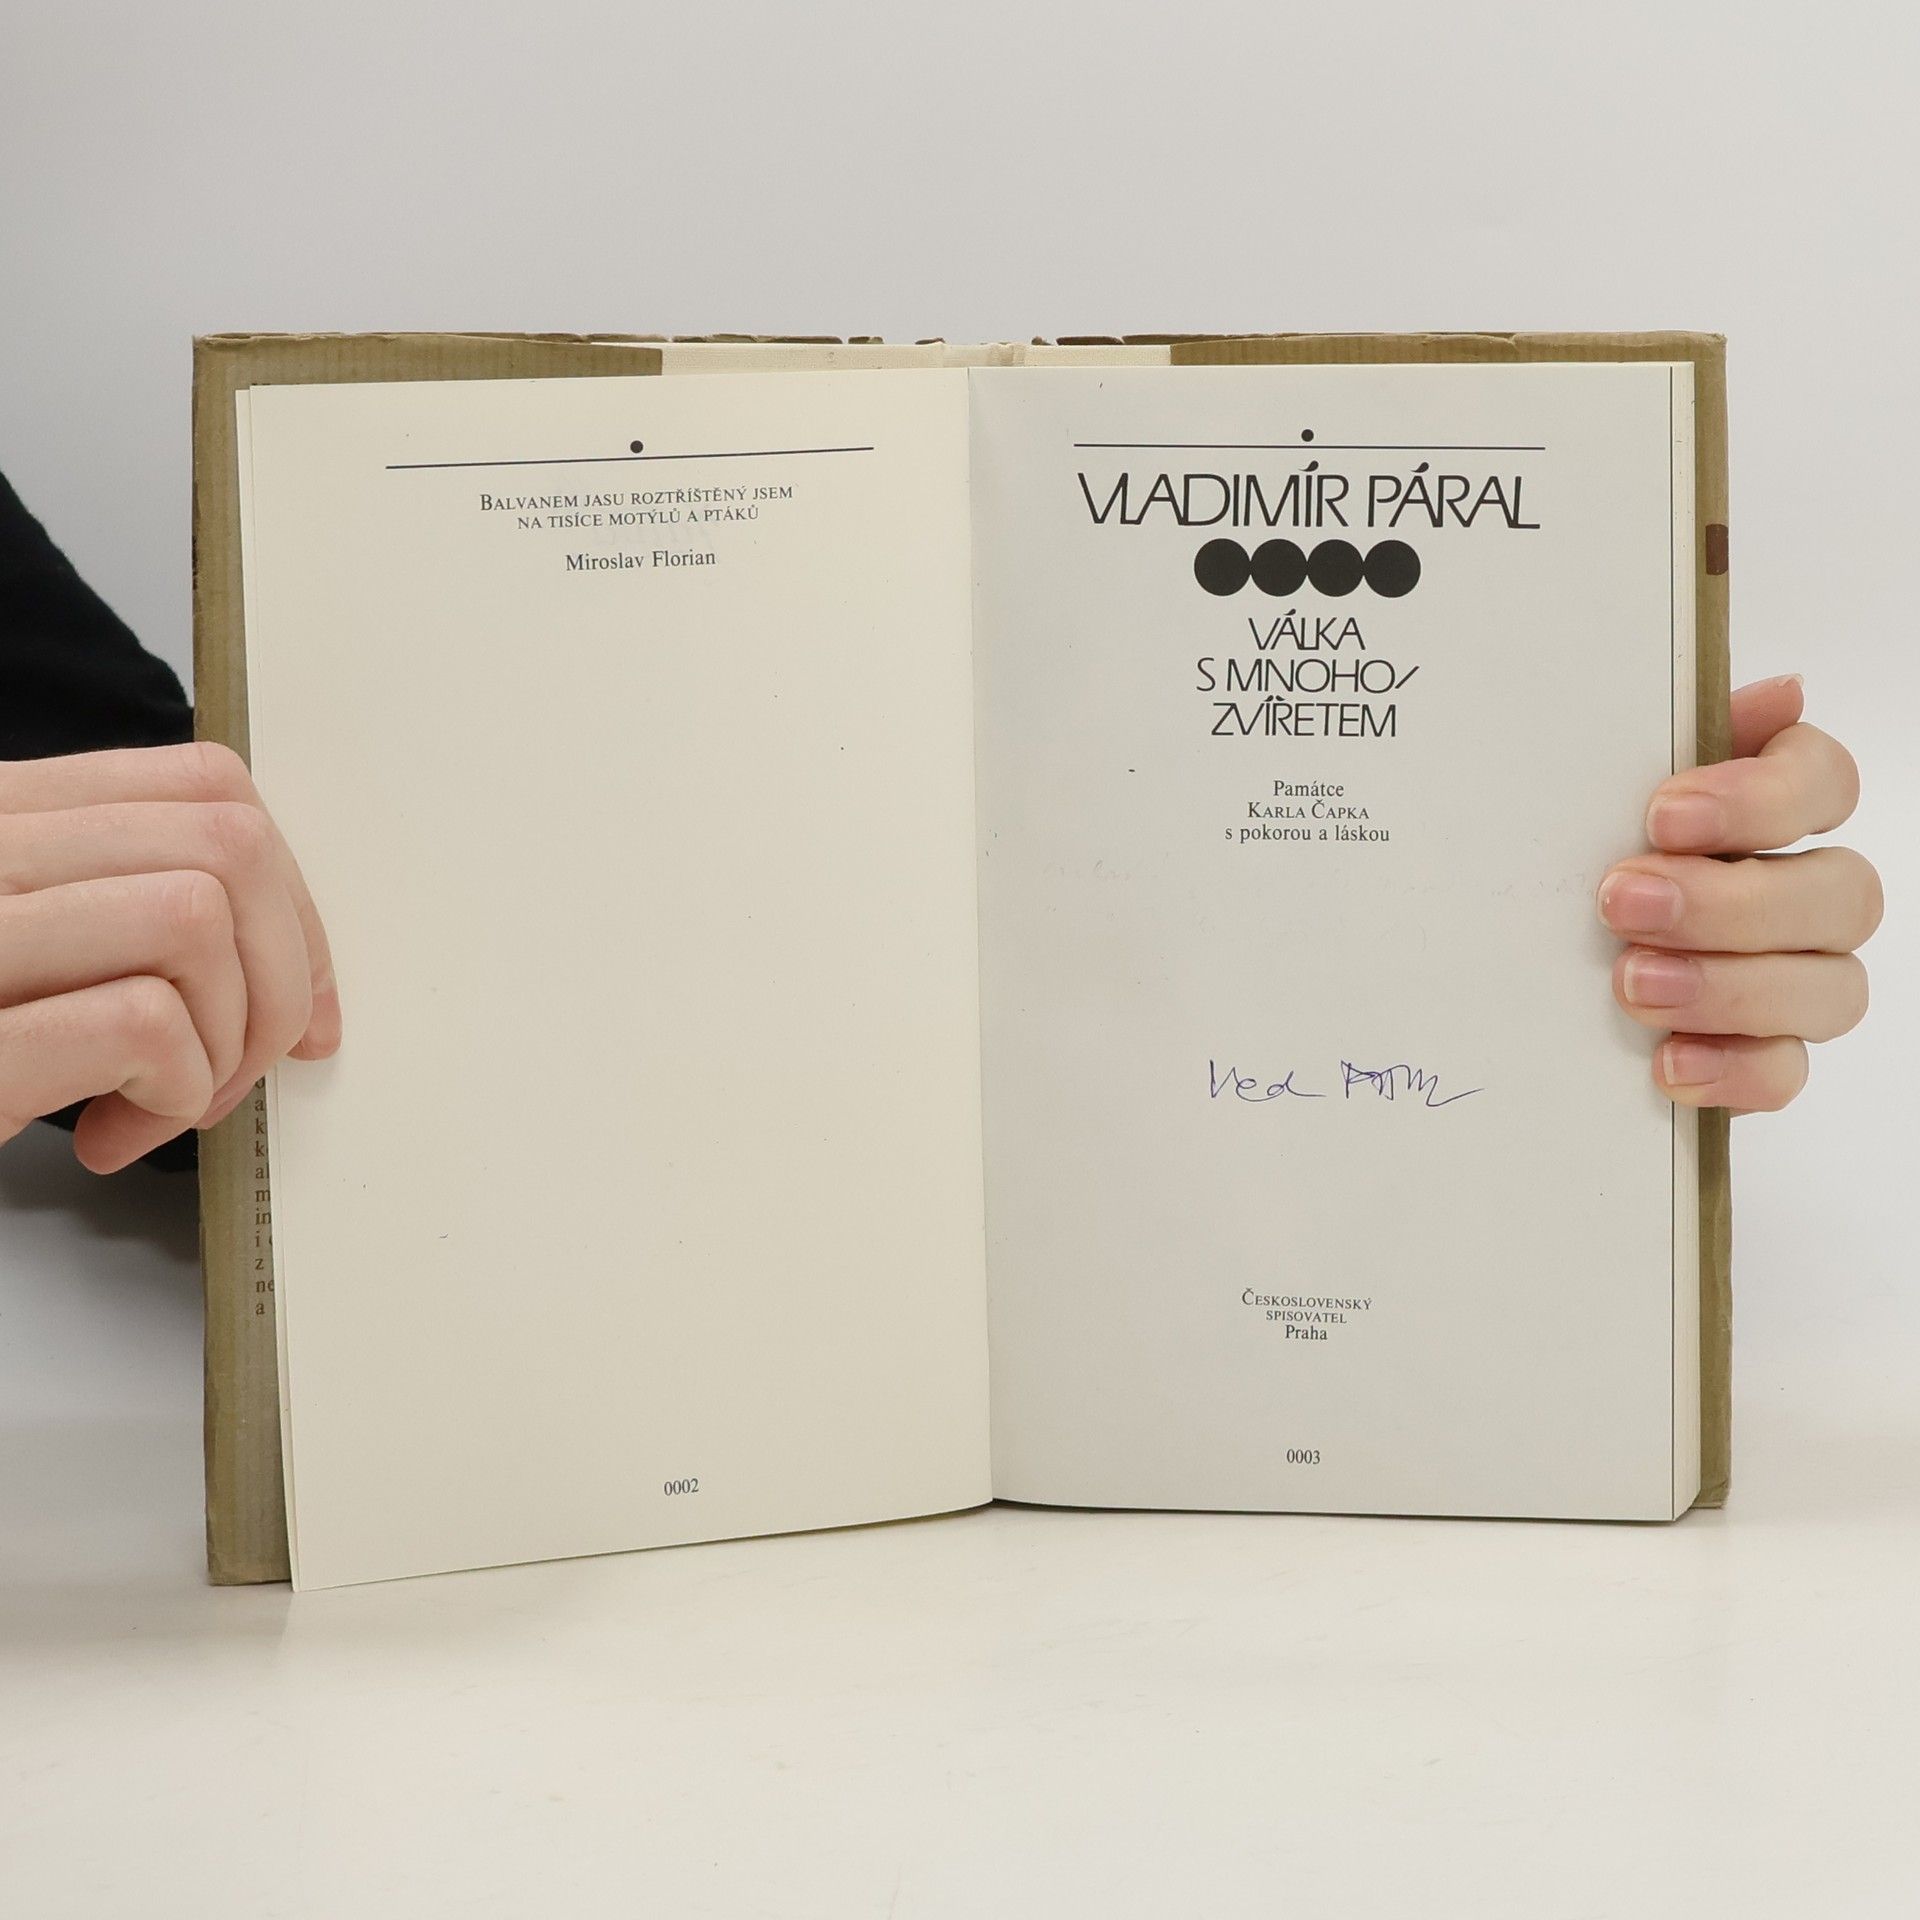 BALVANEM JASU ROZTŘÍŠTĚNÝ JSEM
NA TISÍCE MOTÝLŮ A PTÁKŮ
Miroslav Florian
0002
VLADIMÍR PÁRAL
VÁLKA
S MNOHO/
ZVÍŘETEM
Památce
KARLA ČAPKA
s pokorou a láskou
ČESKOSLOVENSKÝ
SPISOVATEL
Praha
0003